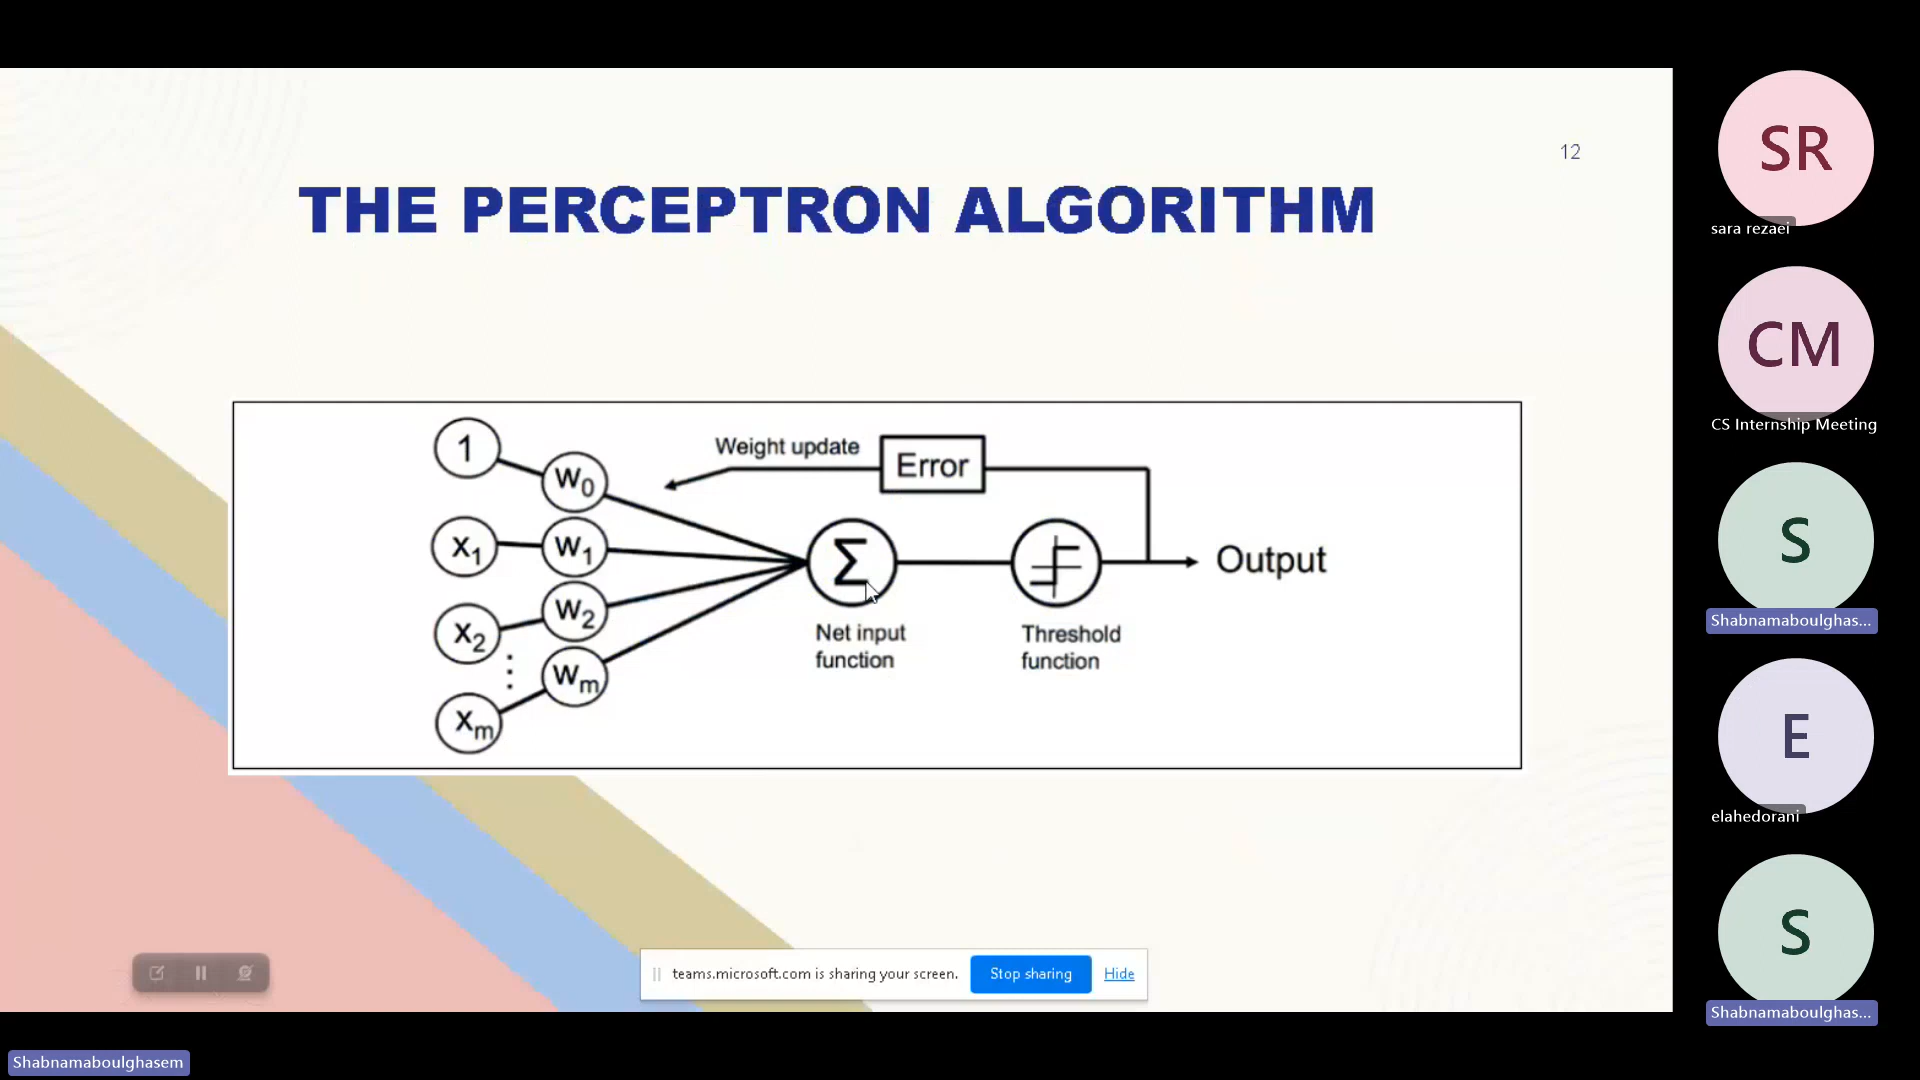 12
THE PERCEPTRON ALGORITHM
1
w0
x1
w1
x2
w2
xm
wm
Weight update
Error
Σ
Net input
function
Threshold
function
Output
teams.microsoft.com is sharing your screen.
Stop sharing
Hide
SR
sara rezaei
CM
CS Internship Meeting
S
Shabnamaboulghas...
E
elahedorani
S
Shabnamaboulghas...
Shabnamaboulghasem